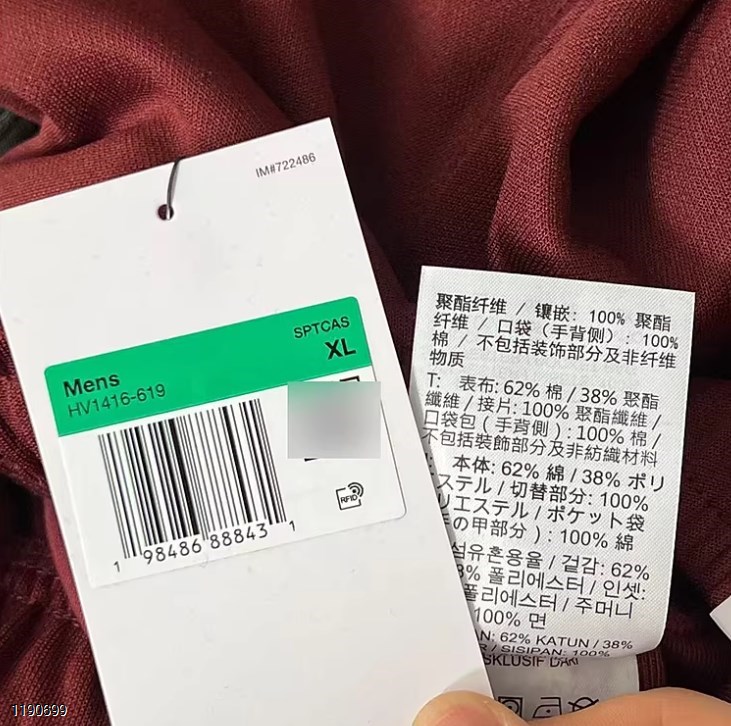 IM#722486
SPTCAS
XL
Mens
HV1416-619
RFID
1 98486 88843 1
聚酯纤维 / 镶嵌: 100% 聚酯
纤维 / 口袋（手背侧）: 100%
棉 / 不包括装饰部分及非纤维
物质
T: 表布: 62% 棉 / 38% 聚酯
纖維 / 接片: 100% 聚酯纖維 /
口袋包 ( 手背側 ) : 100% 棉 /
不包括裝飾部分及非紡織材料
本体: 62% 綿 / 38% ポリ
ステル / 切替部分: 100%
リエステル / ポケット袋
の甲部分 ) : 100% 綿
섬유혼용율 / 겉감: 62%
% 폴리에스터 / 인셋:
폴리에스터 / 주머니
100% 면
N: 62% KATUN / 38%
R / SISIPAN: 100%
SKLUSIF DARI
1190699